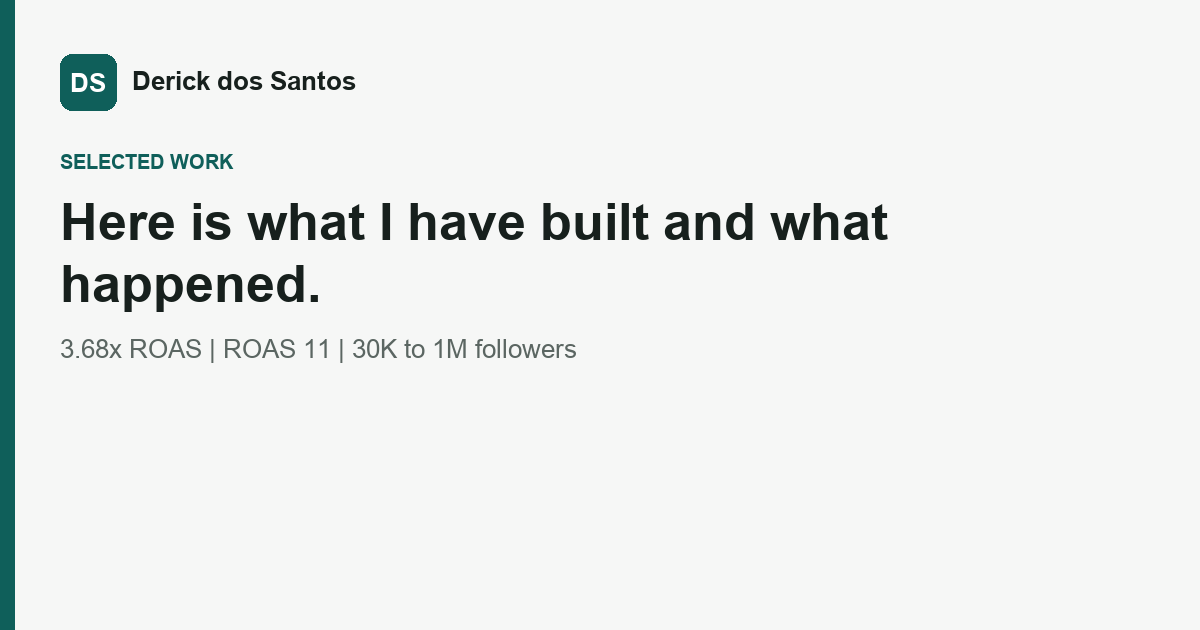 DS
Derick dos Santos
SELECTED WORK
Here is what I have built and what
happened.
3.68x ROAS | ROAS 11 | 30K to 1M followers